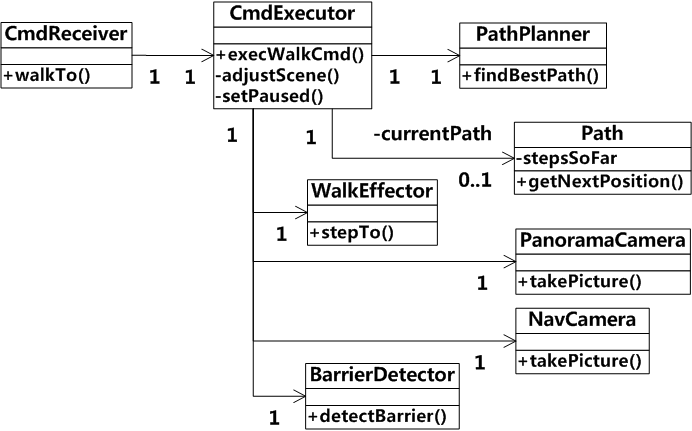 CmdReceiver
+walkTo()
1
1
CmdExecutor
+execWalkCmd()
-adjustScene()
-setPaused()
1
1
PathPlanner
+findBestPath()
1
1
-currentPath
0..1
Path
-stepsSoFar
+getNextPosition()
WalkEffector
+stepTo()
1
PanoramaCamera
+takePicture()
1
NavCamera
+takePicture()
1
BarrierDetector
+detectBarrier()
1